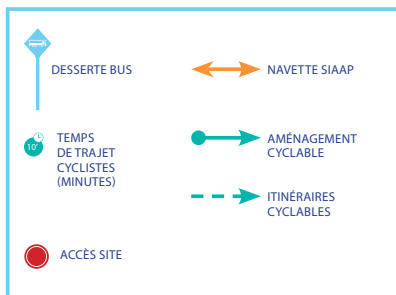 DESSERTE BUS
NAVETTE SIAAP
10'
TEMPS
DE TRAJET
CYCLISTES
(MINUTES)
AMÉNAGEMENT
CYCLABLE
ITINÉRAIRES
CYCLABLES
ACCÈS SITE